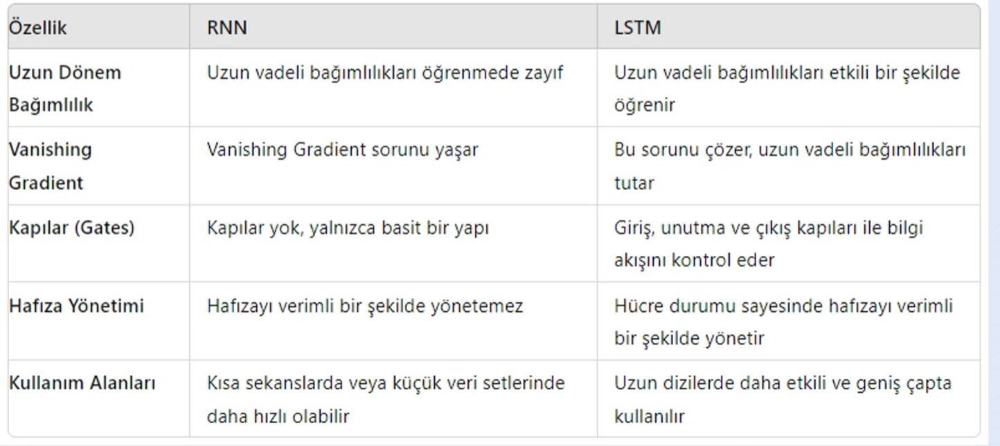 Özellik RNN LSTM
Uzun Dönem Uzun vadeli bağımlılıkları öğrenmede zayıf Uzun vadeli bağımlılıkları etkili bir şekilde
Bağımlılık öğrenir
Vanishing Vanishing Gradient sorunu yaşar Bu sorunu çözer, uzun vadeli bağımlılıkları
Gradient tutar
Kapılar (Gates) Kapılar yok, yalnızca basit bir yapı Giriş, unutma ve çıkış kapıları ile bilgi
akışını kontrol eder
Hafıza Yönetimi Hafızayı verimli bir şekilde yönetemez Hücre durumu sayesinde hafızayı verimli
bir şekilde yönetir
Kullanım Alanları Kısa sekanslarda veya küçük veri setlerinde Uzun dizilerde daha etkili ve geniş çapta
daha hızlı olabilir kullanılır